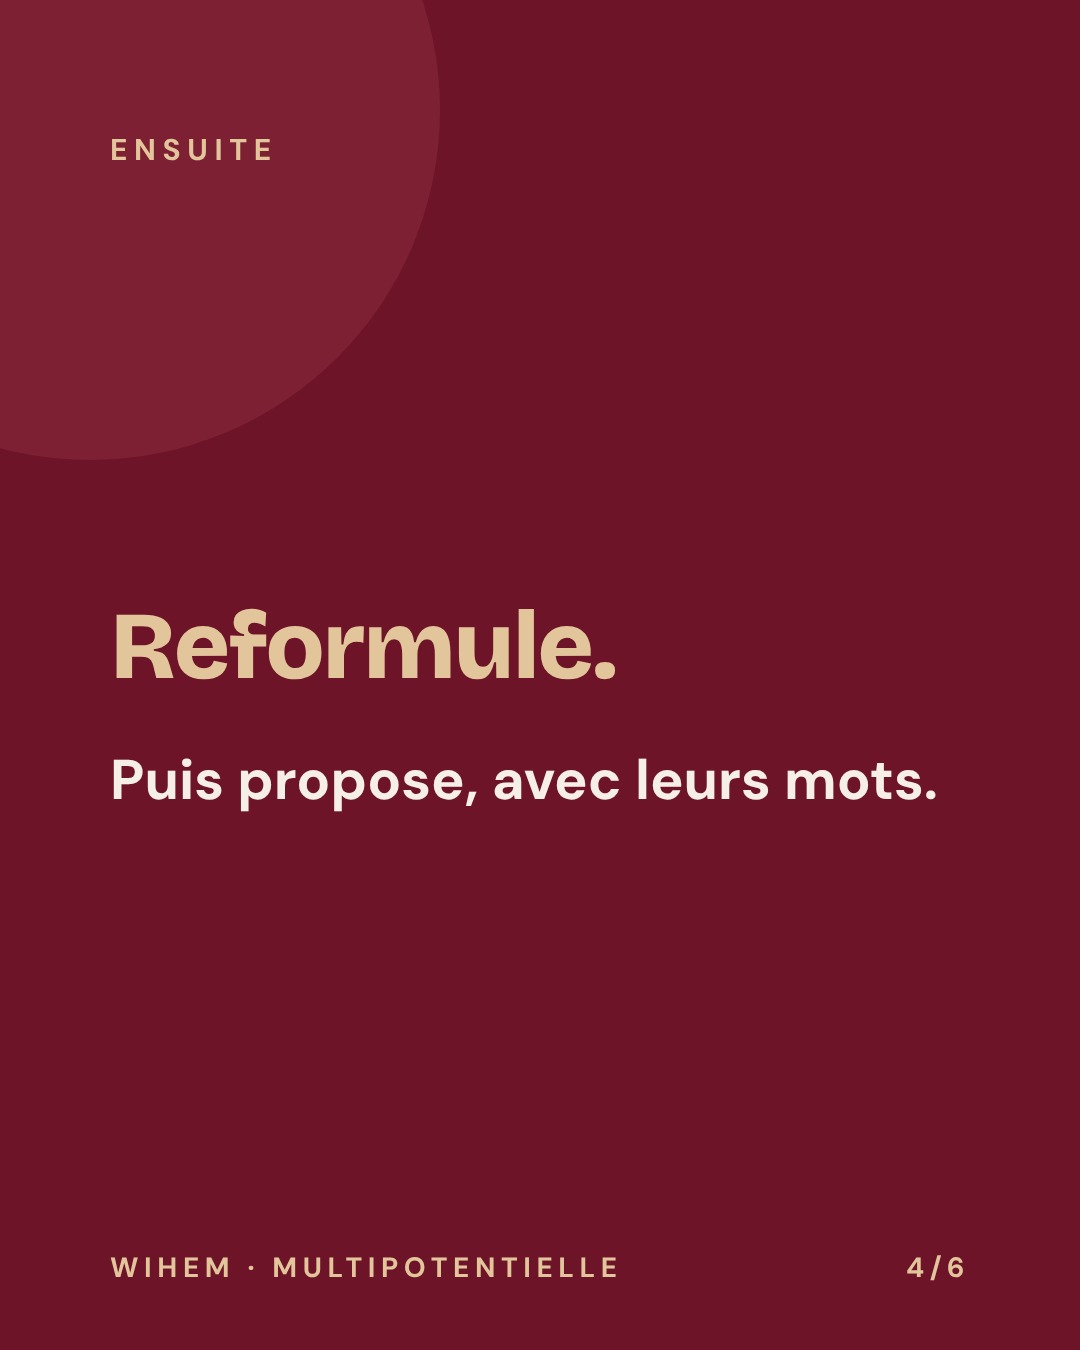 ENSUITE
Reformule.
Puis propose, avec leurs mots.
WIHEM · MULTIPOTENTIELLE
4/6